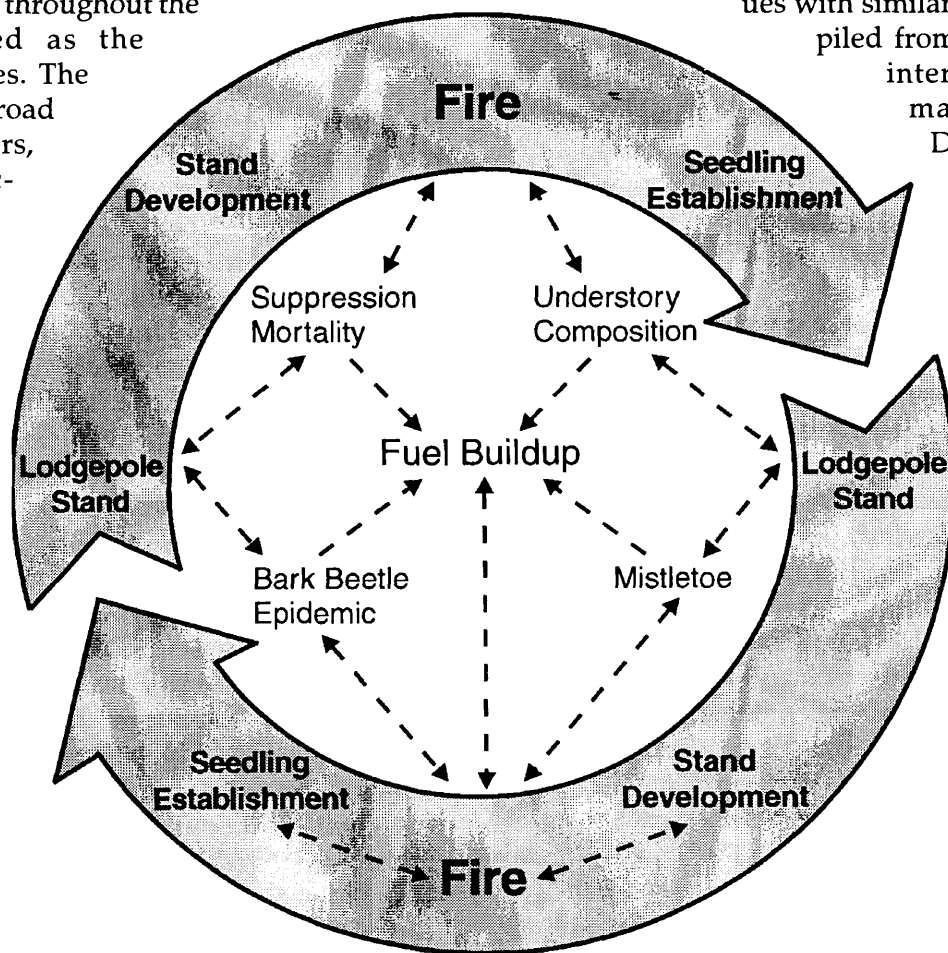 throughout the
ed as the
es. The
road
rs,
ues with similar
piled from
inter
ma
D
Fire
Stand
Development
Seedling
Establishment
Suppression
Mortality
Understory
Composition
Fuel Buildup
Lodgepole
Stand
Lodgepole
Stand
Bark Beetle
Epidemic
Mistletoe
Seedling
Establishment
Stand
Development
Fire